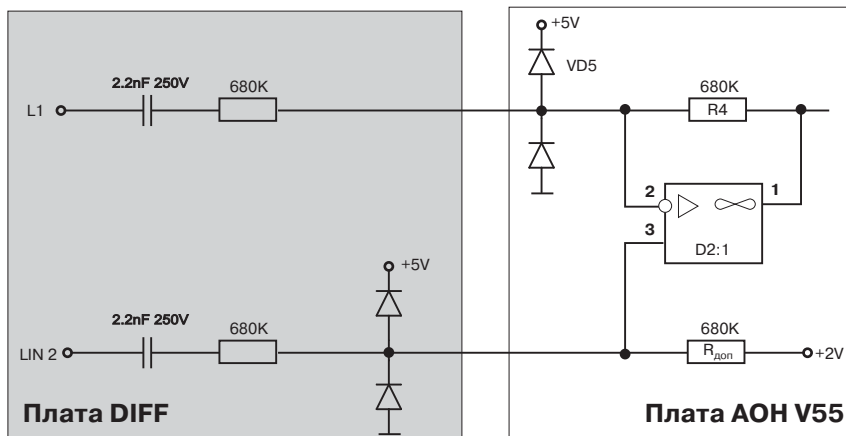 +5V
VD5
2.2nF 250V
680K
680K
L1
R4
2
1
3
D2:1
+5V
2.2nF 250V
680K
680K
LIN 2
Rдоп
+2V
Плата DIFF
Плата АОН V55